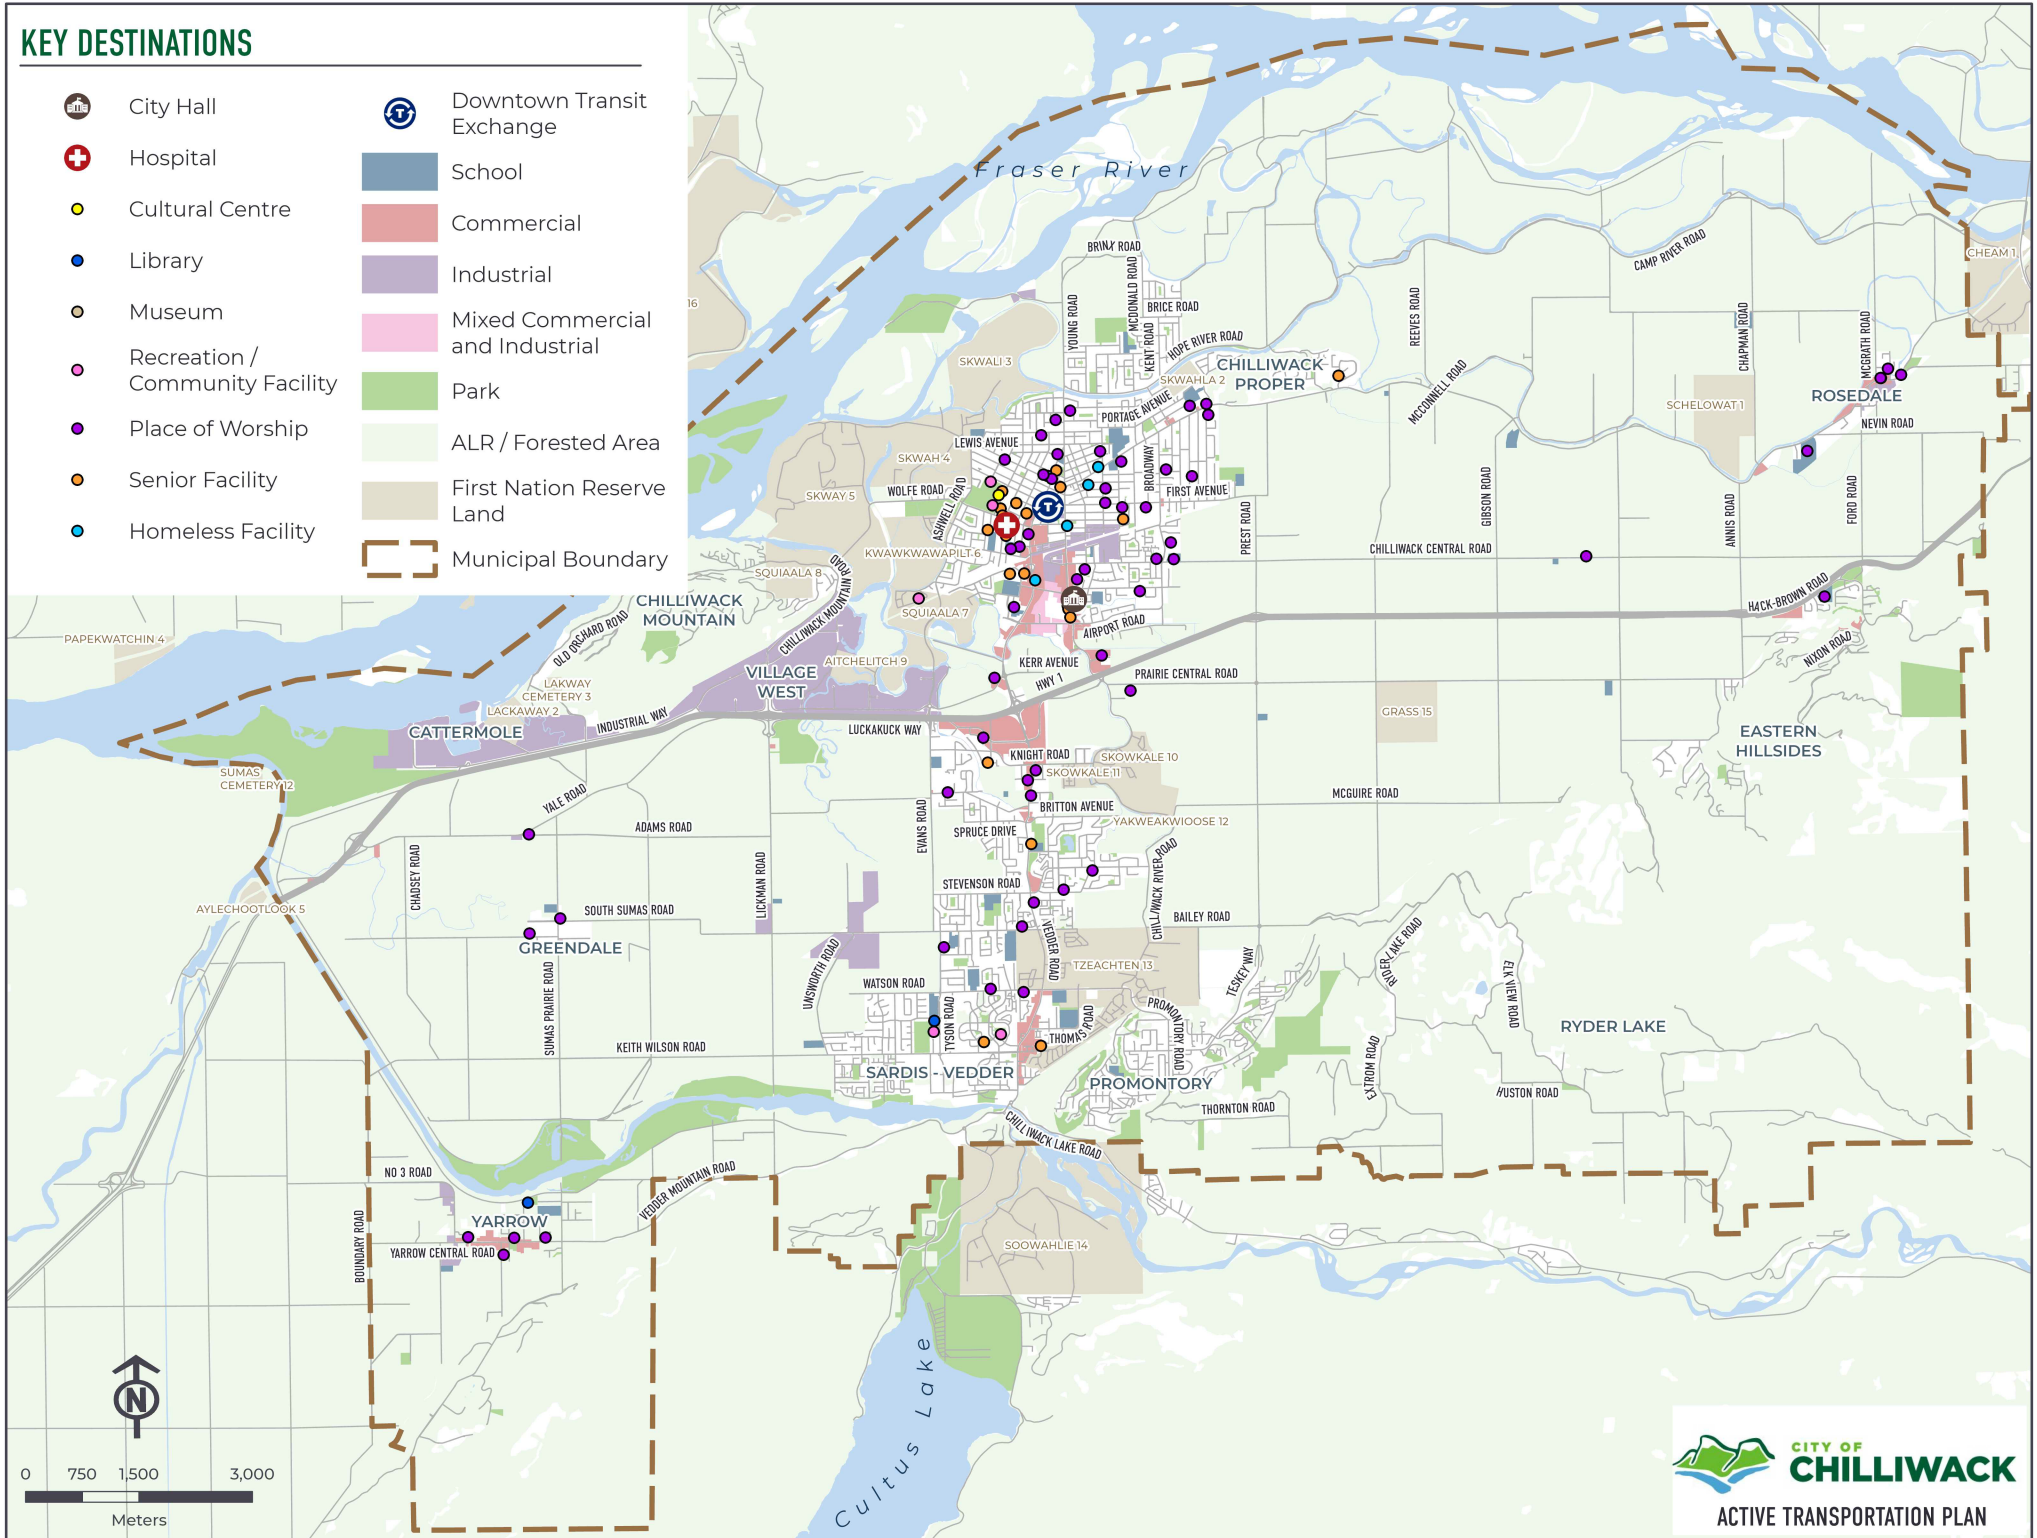 KEY DESTINATIONS
City Hall
Hospital
Cultural Centre
Library
Museum
Recreation /
Community Facility
Place of Worship
Senior Facility
Homeless Facility
Downtown Transit
Exchange
School
Commercial
Industrial
Mixed Commercial
and Industrial
Park
ALR / Forested Area
First Nation Reserve
Land
Municipal Boundary
T
Fraser River
16
BRINX ROAD
CAMP RIVER ROAD
CHEAM 1
MCDONALD ROAD
YOUNG ROAD
BRICE ROAD
REEVES ROAD
CHAPMAN ROAD
MCGRATH ROAD
KENT ROAD
HOPE RIVER ROAD
SKWALI 3
CHILLIWACK
PROPER
SKWAHLA 2
MCCONNELL ROAD
SCHELOWAT 1
ROSEDALE
PORTAGE AVENUE
NEVIN ROAD
LEWIS AVENUE
SKWAH 4
BROADWAY
SKWAY 5
WOLFE ROAD
FIRST AVENUE
ASHWELL ROAD
PREST ROAD
GIBSON ROAD
ANNIS ROAD
FORD ROAD
T
KWAWKWAWAPILT 6
CHILLIWACK CENTRAL ROAD
SQUIAALA 8
HACK-BROWN ROAD
CHILLIWACK
MOUNTAIN
CHILLIWACK MOUNTAIN ROAD
SQUIAALA 7
AIRPORT ROAD
PAPEKWATCHIN 4
OLD ORCHARD ROAD
NIXON ROAD
AITCHELITCH 9
KERR AVENUE
VILLAGE
WEST
HWY 1
PRAIRIE CENTRAL ROAD
LAKWAY
CEMETERY 3
LACKAWAY 2
GRASS 15
INDUSTRIAL WAY
CATTERMOLE
LUCKAKUCK WAY
EASTERN
HILLSIDES
KNIGHT ROAD
SKOWKALE 10
SKOWKALE 11
SUMAS
CEMETERY 12
YALE ROAD
MCGUIRE ROAD
BRITTON AVENUE
YAKWEAKWIOOSE 12
ADAMS ROAD
EVANS ROAD
SPRUCE DRIVE
CHADSEY ROAD
LICKMAN ROAD
CHILLIWACK RIVER ROAD
STEVENSON ROAD
AYLECHOOTLOOK 5
SOUTH SUMAS ROAD
BAILEY ROAD
GREENDALE
VEDDER ROAD
UNSWORTH ROAD
TZEACHTEN 13
TESKEY WAY
RYDER LAKE ROAD
ELK VIEW ROAD
SUMAS PRAIRIE ROAD
WATSON ROAD
TYSON ROAD
PROMONTORY ROAD
THOMAS ROAD
RYDER LAKE
KEITH WILSON ROAD
SARDIS - VEDDER
PROMONTORY
EXTROM ROAD
HUSTON ROAD
THORNTON ROAD
CHILLIWACK LAKE ROAD
NO 3 ROAD
VEDDER MOUNTAIN ROAD
YARROW
BOUNDARY ROAD
YARROW CENTRAL ROAD
SOOWAHLIE 14
Cultus Lake
N
0 750 1,500 3,000
Meters
CITY OF
CHILLIWACK
ACTIVE TRANSPORTATION PLAN